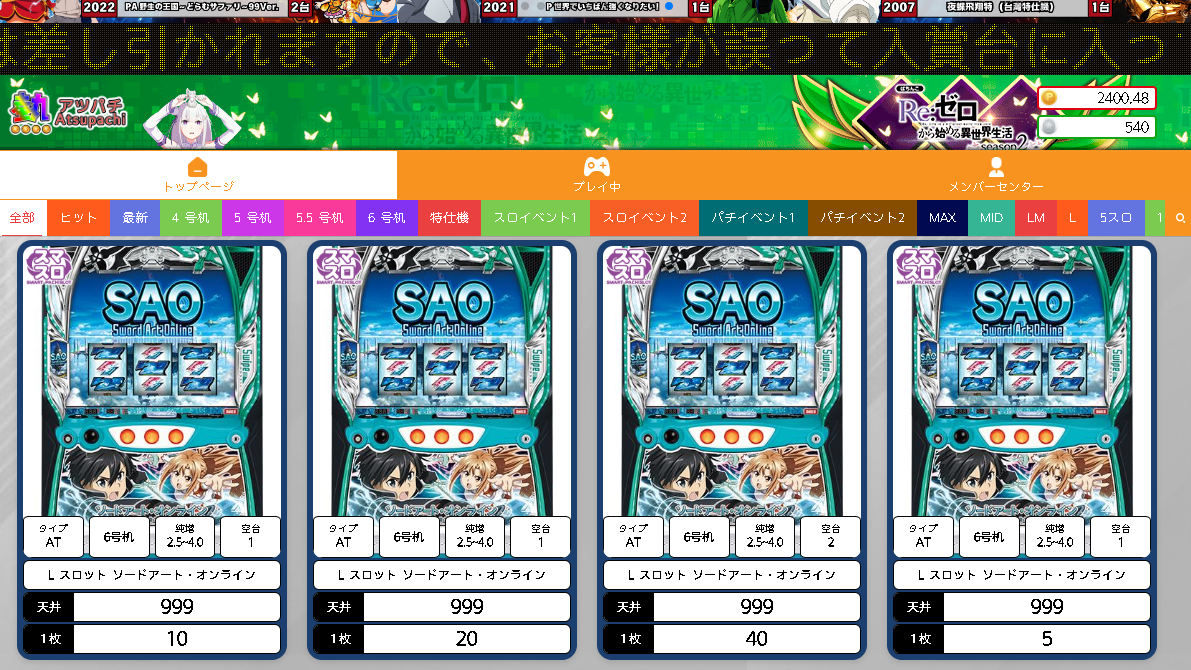 2022 PA 野生の王国~どらむサファリ~99Ver. 2台
2021 P 世界でいちばん強くなりたい! 1台
2007 夜蝶飛翔特 (台湾特仕機) 1台
は差し引かれますので、お客様が誤って入賞台に入っ
アツパチ
Atsupachi
ぱちんこ
Re:ゼロ
から始める異世界生活
season2
2400.48
540
トップページ
プレイ中
メンバーセンター
全部 ヒット 最新 4 号机 5 号机 5.5 号机 6 号机 特仕機 スロイベント1 スロイベント2 パチイベント1 パチイベント2 MAX MID LM L 5スロ 1
スマスロ
SMART PACHISLOT
SAO
Sword Art Online
ソードアート・オンライン
タイプ
AT
6号机
純増
2.5~4.0
空台
1
L スロット ソードアート・オンライン
天井 999
1枚 10
スマスロ
SMART PACHISLOT
SAO
Sword Art Online
ソードアート・オンライン
タイプ
AT
6号机
純増
2.5~4.0
空台
1
L スロット ソードアート・オンライン
天井 999
1枚 20
スマスロ
SMART PACHISLOT
SAO
Sword Art Online
ソードアート・オンライン
タイプ
AT
6号机
純増
2.5~4.0
空台
2
L スロット ソードアート・オンライン
天井 999
1枚 40
スマスロ
SMART PACHISLOT
SAO
Sword Art Online
ソードアート・オンライン
タイプ
AT
6号机
純増
2.5~4.0
空台
1
L スロット ソードアート・オンライン
天井 999
1枚 5